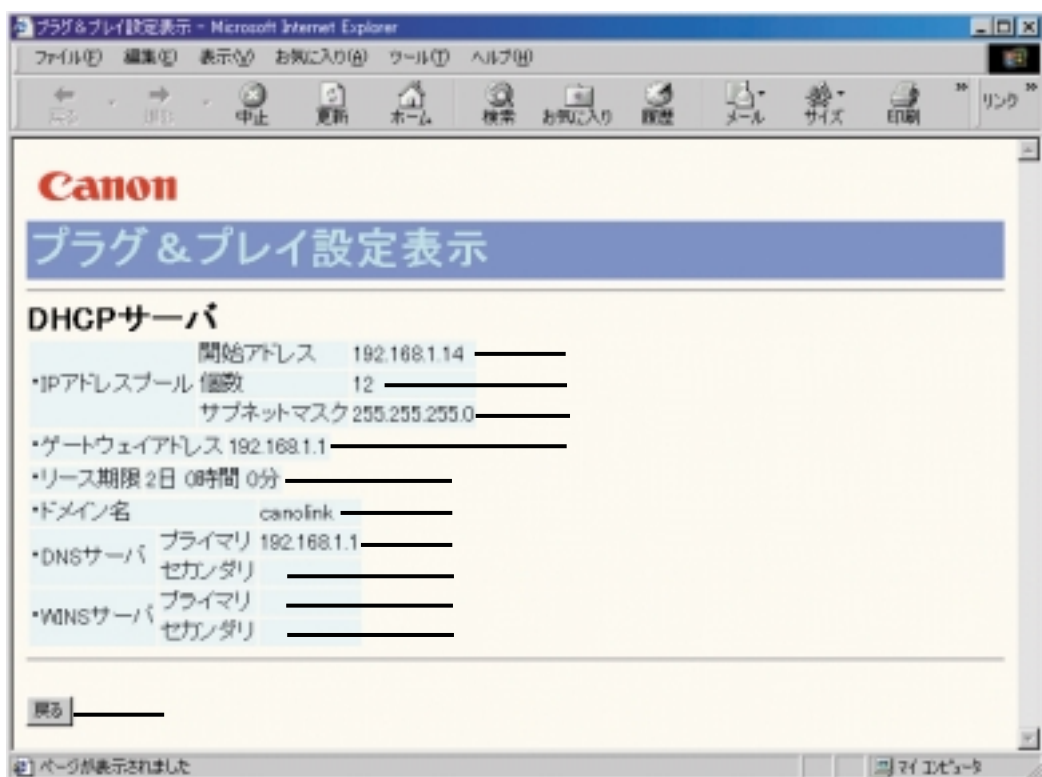 プラグ&プレイ設定表示 - Microsoft Internet Explorer
ファイル(F) 編集(E) 表示(V) お気に入り(A) ツール(T) ヘルプ(H)
戻る 進む 中止 更新 ホーム 検索 お気に入り 履歴 メール サイズ 印刷 » リンク »
Canon
プラグ&プレイ設定表示
DHCPサーバ
・IPアドレスプール 開始アドレス 192.168.1.14
個数 12
サブネットマスク 255.255.255.0
・ゲートウェイアドレス 192.168.1.1
・リース期限 2日 0時間 0分
・ドメイン名 canolink
・DNSサーバ プライマリ 192.168.1.1
セカンダリ
・WINSサーバ プライマリ
セカンダリ
戻る
ページが表示されました マイ コンピュータ